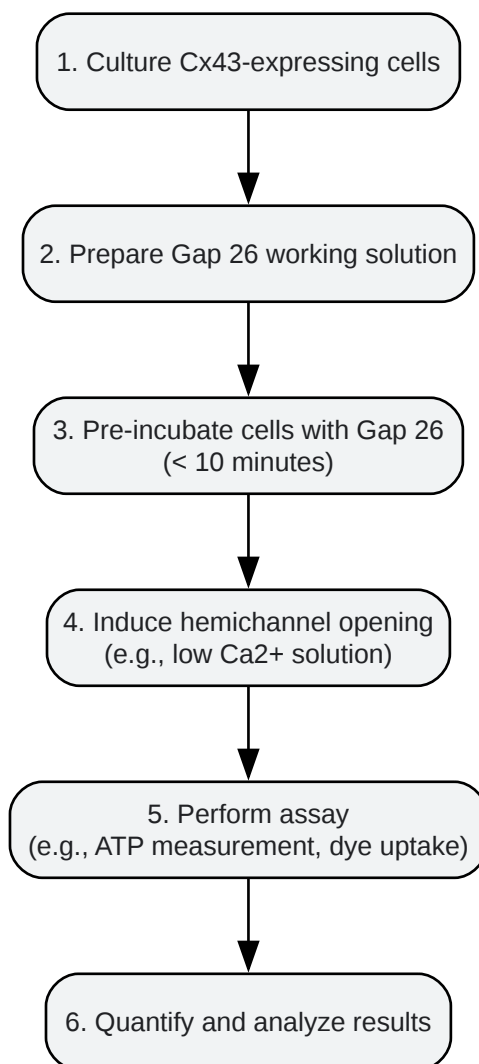 1. Culture Cx43-expressing cells
2. Prepare Gap 26 working solution
3. Pre-incubate cells with Gap 26
(< 10 minutes)
4. Induce hemichannel opening
(e.g., low Ca2+ solution)
5. Perform assay
(e.g., ATP measurement, dye uptake)
6. Quantify and analyze results